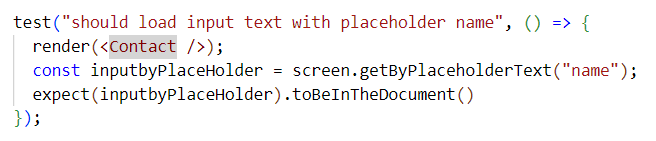 test("should load input text with placeholder name", () => {
  render(<Contact />);
  const inputbyPlaceHolder = screen.getByPlaceholderText("name");
  expect(inputbyPlaceHolder).toBeInTheDocument()
});